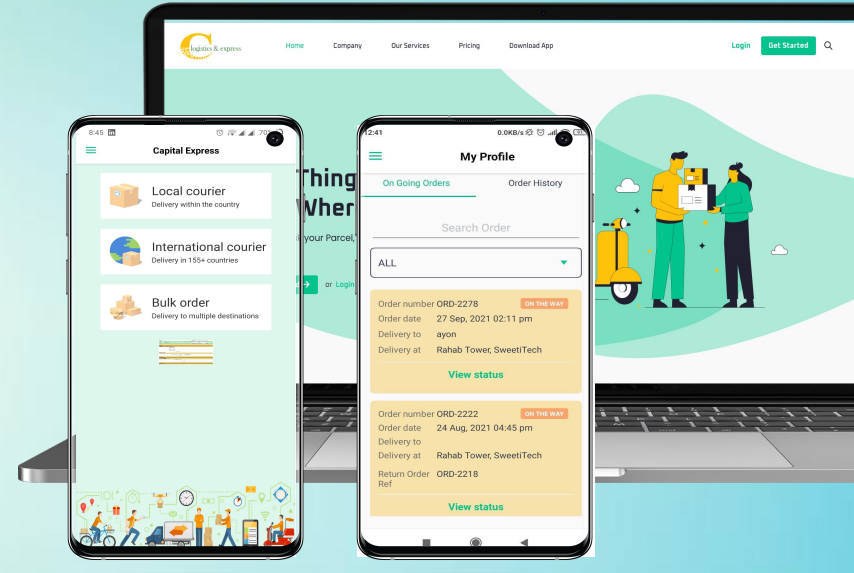 logistics & express
Home
Company
Our Services
Pricing
Download App
Login
Get Started
8:45
Capital Express
Local courier
Delivery within the country
International courier
Delivery in 155+ countries
Bulk order
Delivery to multiple destinations
your Parcel,
or Login
12:41
0.0KB/s
My Profile
On Going Orders
Order History
Search Order
ALL
Order number ORD-2278
ON THE WAY
Order date 27 Sep, 2021 02:11 pm
Delivery to ayon
Delivery at Rahab Tower, SweetiTech
View status
Order number ORD-2222
ON THE WAY
Order date 24 Aug, 2021 04:45 pm
Delivery to
Delivery at Rahab Tower, SweetiTech
Return Order ORD-2218
Ref
View status